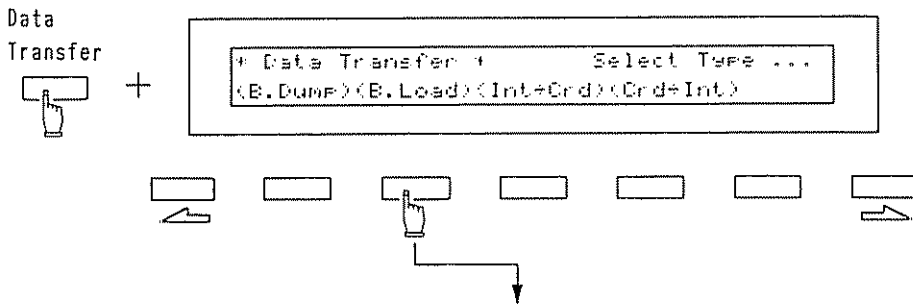 Data
Transfer
* Data Transfer * Select Type ...
(B.Dump)(B.Load)(Int→Crd)(Crd→Int)
+